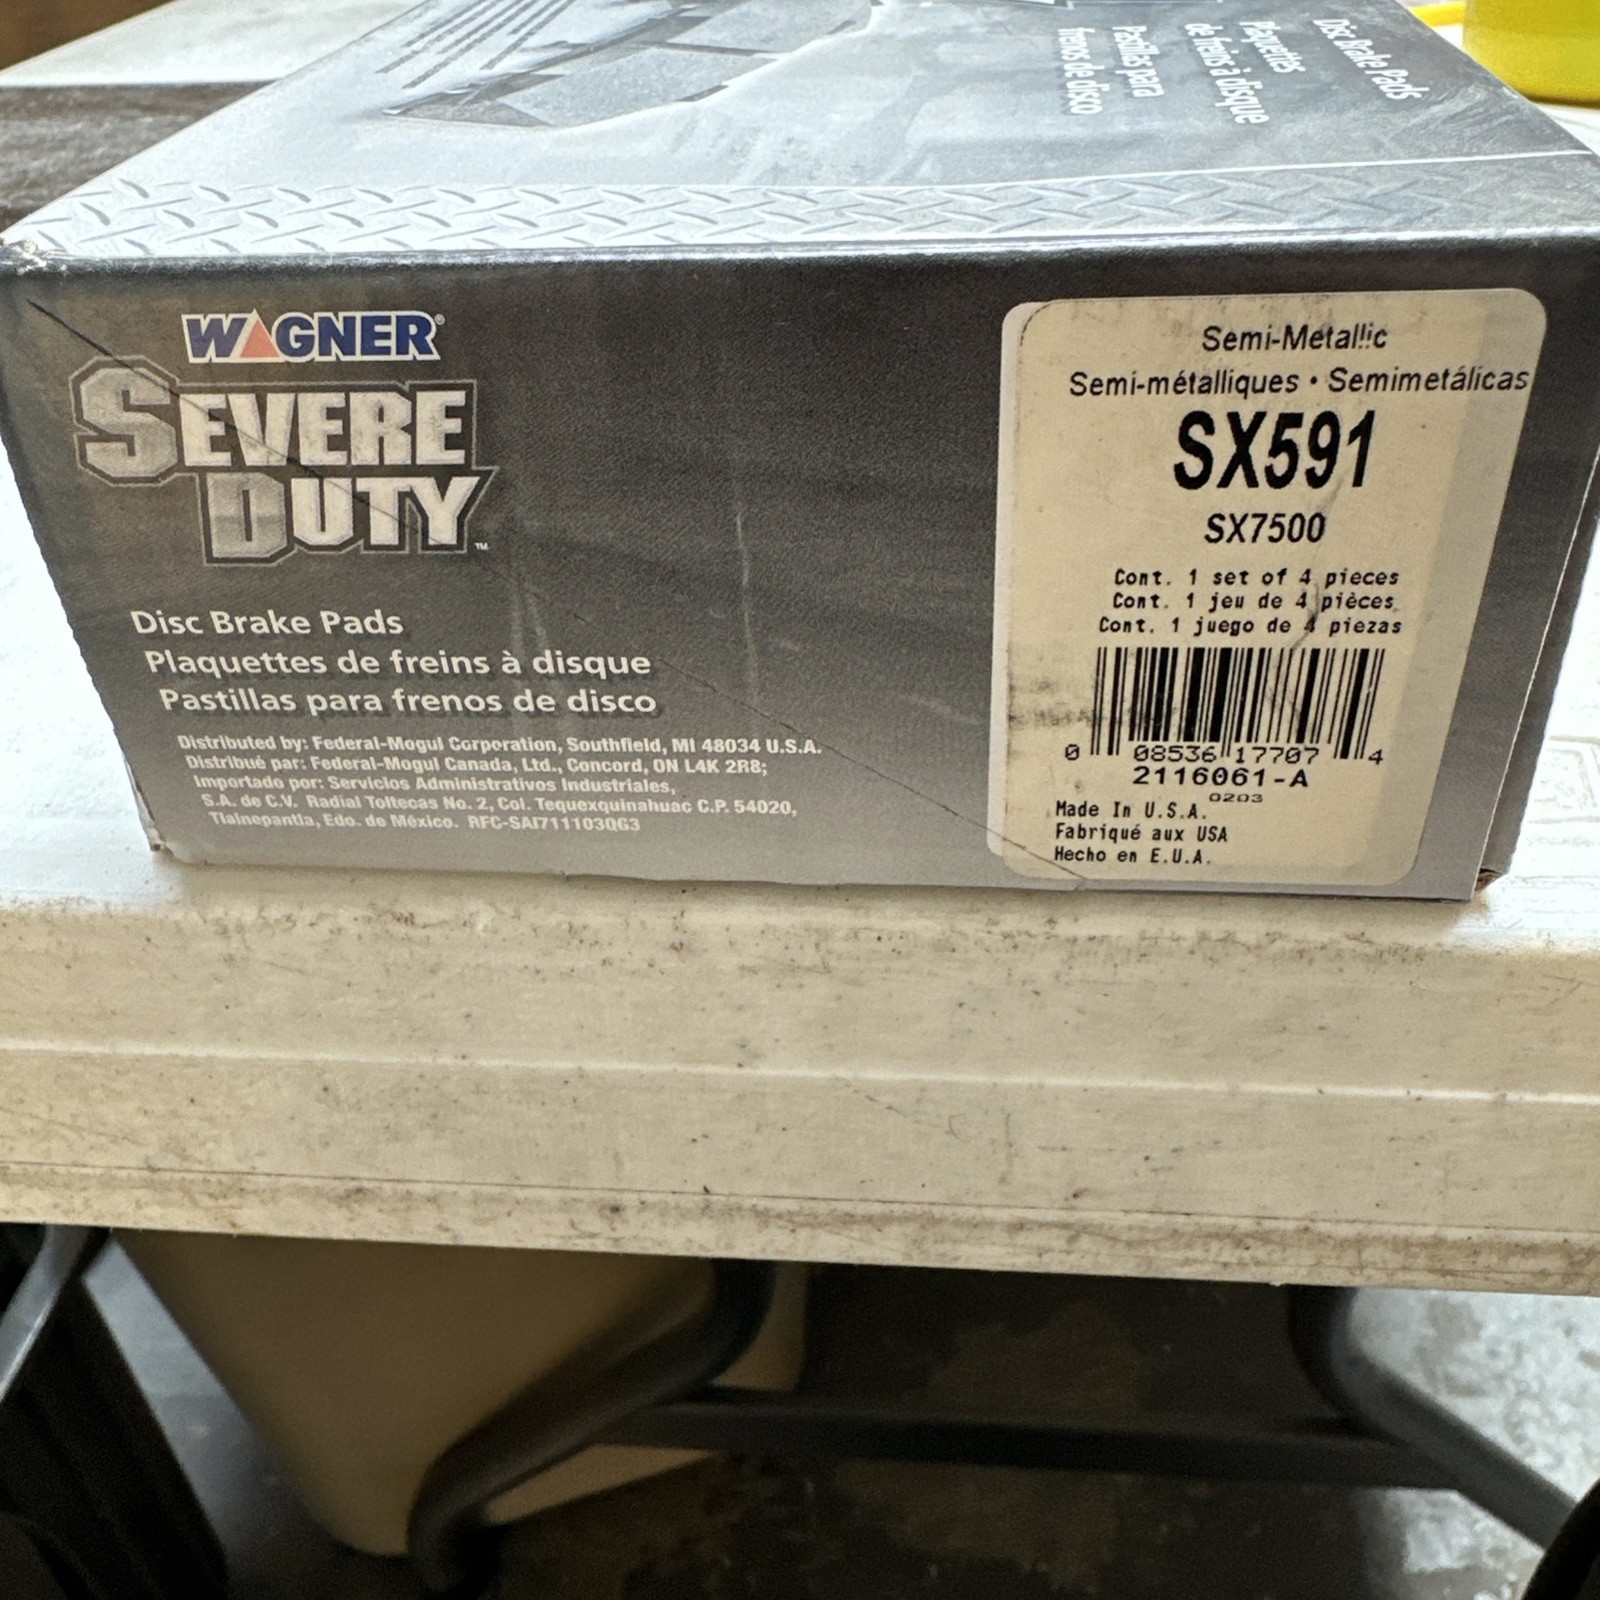 Disc Brake Pads
Plaquettes
de freins à disque
Pastillas para
frenos de disco
WAGNER®
SEVERE
DUTY™
Disc Brake Pads
Plaquettes de freins à disque
Pastillas para frenos de disco
Distributed by: Federal-Mogul Corporation, Southfield, MI 48034 U.S.A.
Distribué par: Federal-Mogul Canada, Ltd., Concord, ON L4K 2R8;
Importado por: Servicios Administrativos Industriales,
S.A. de C.V. Radial Toltecas No. 2, Col. Tequexquinahuac C.P. 54020,
Tlalnepantla, Edo. de México. RFC-SAI711103QG3
Semi-Metallic
Semi-métalliques • Semimetálicas
SX591
SX7500
Cont. 1 set of 4 pieces
Cont. 1 jeu de 4 pièces
Cont. 1 juego de 4 piezas
0 08536 17707 4
2116061-A
0203
Made In U.S.A.
Fabriqué aux USA
Hecho en E.U.A.